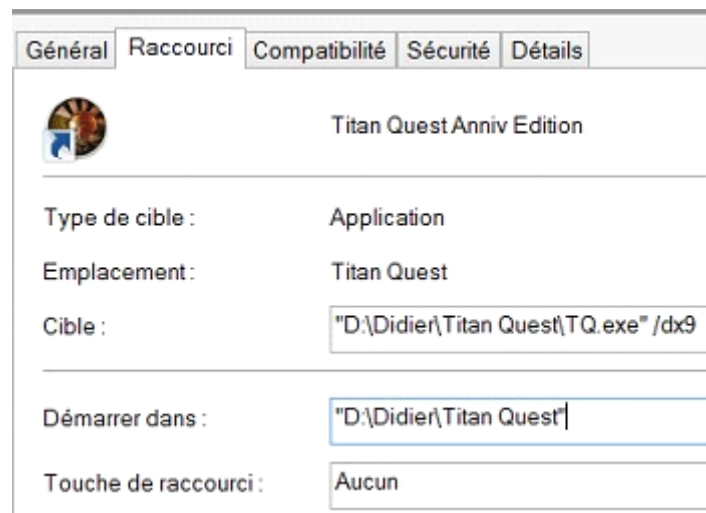 Général Raccourci Compatibilité Sécurité Détails
Titan Quest Anniv Edition
Type de cible : Application
Emplacement : Titan Quest
Cible : "D:\Didier\Titan Quest\TQ.exe" /dx9
Démarrer dans : "D:\Didier\Titan Quest"
Touche de raccourci : Aucun